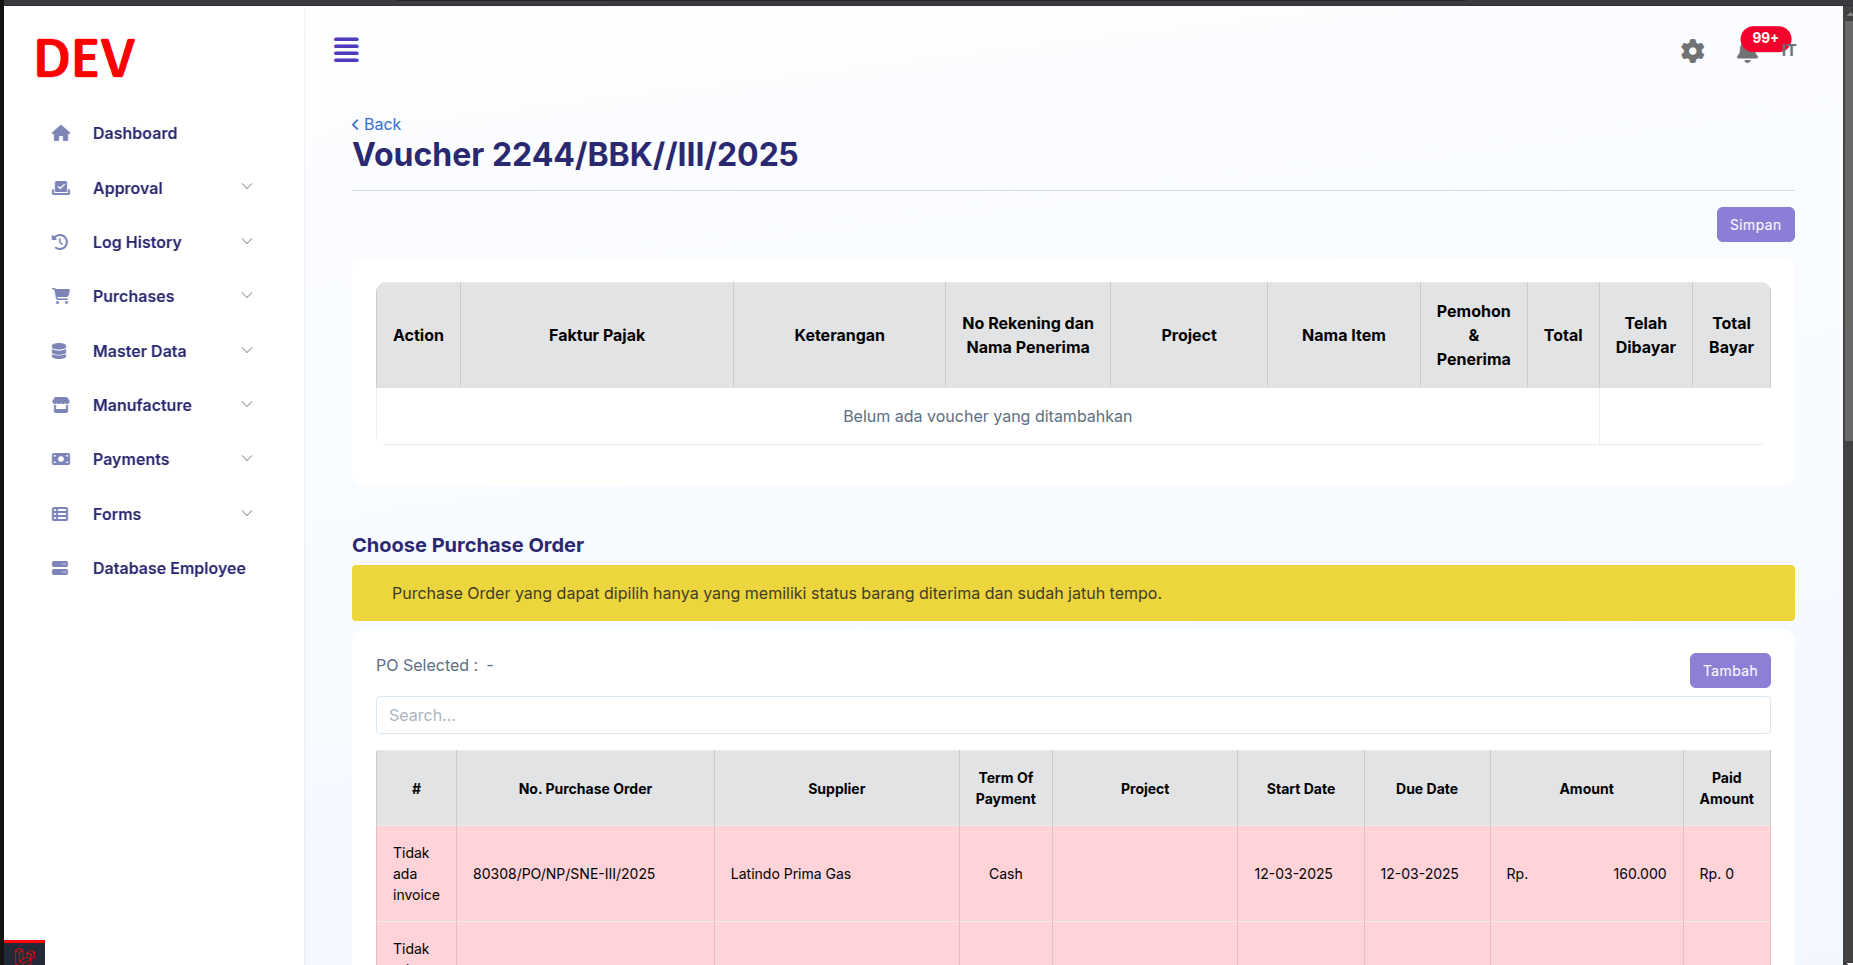 DEV
99+
IT
Dashboard
Approval
Log History
Purchases
Master Data
Manufacture
Payments
Forms
Database Employee
Back
Voucher 2244/BBK//III/2025
Simpan
Action
Faktur Pajak
Keterangan
No Rekening dan
Nama Penerima
Project
Nama Item
Pemohon
&
Penerima
Total
Telah
Dibayar
Total
Bayar
Belum ada voucher yang ditambahkan
Choose Purchase Order
Purchase Order yang dapat dipilih hanya yang memiliki status barang diterima dan sudah jatuh tempo.
PO Selected : -
Tambah
Search...
#
No. Purchase Order
Supplier
Term Of
Payment
Project
Start Date
Due Date
Amount
Paid
Amount
Tidak
ada
invoice
80308/PO/NP/SNE-III/2025
Latindo Prima Gas
Cash
12-03-2025
12-03-2025
Rp. 160.000
Rp. 0
Tidak